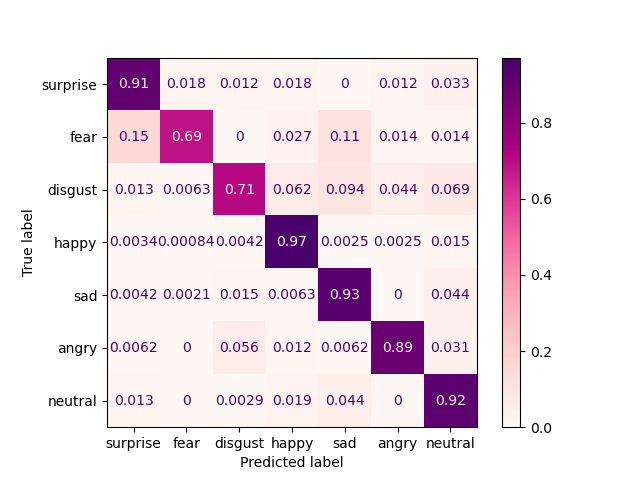 surprise 0.91 0.018 0.012 0.018 0 0.012 0.033
fear 0.15 0.69 0 0.027 0.11 0.014 0.014
disgust 0.013 0.0063 0.71 0.062 0.094 0.044 0.069
happy 0.0034 0.00084 0.0042 0.97 0.0025 0.0025 0.015
sad 0.0042 0.0021 0.015 0.0063 0.93 0 0.044
angry 0.0062 0 0.056 0.012 0.0062 0.89 0.031
neutral 0.013 0 0.0029 0.019 0.044 0 0.92
surprise fear disgust happy sad angry neutral
Predicted label
True label
0.8
0.6
0.4
0.2
0.0